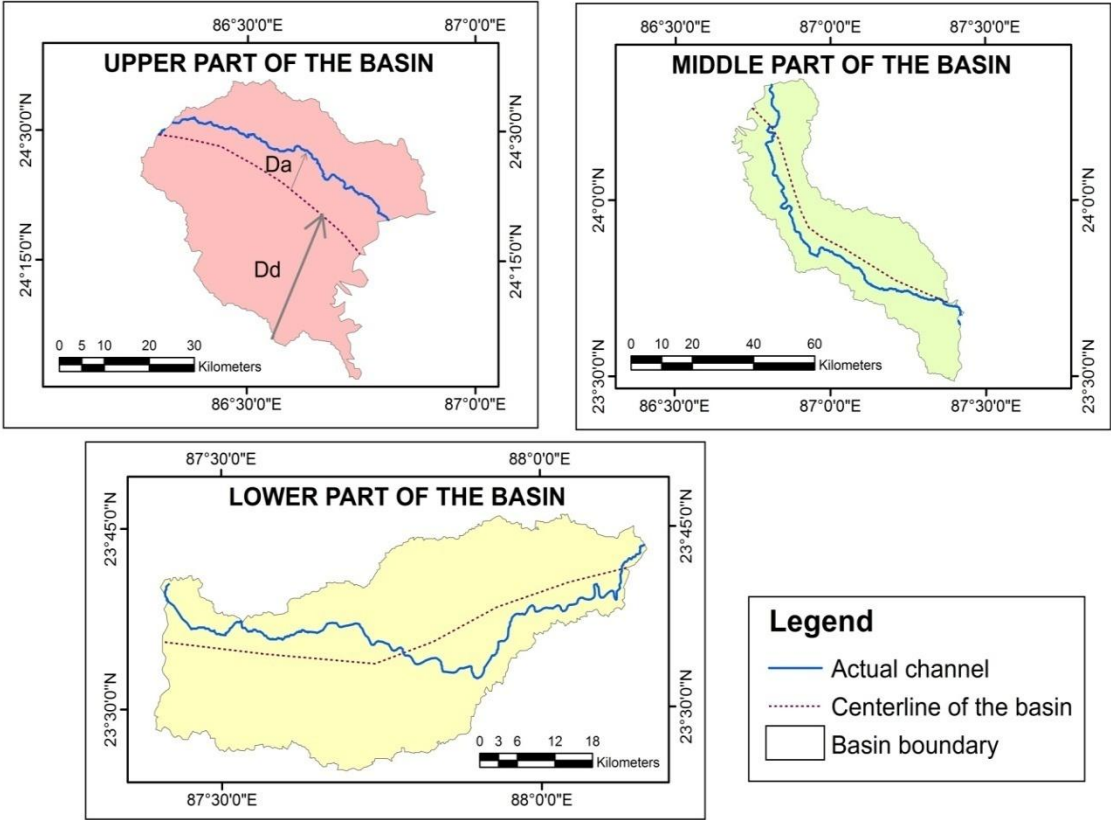 86°30'0"E 87°0'0"E
UPPER PART OF THE BASIN
24°30'0"N
24°30'0"N
Da
24°15'0"N
24°15'0"N
Dd
0 5 10 20 30
Kilometers
86°30'0"E 87°0'0"E
86°30'0"E 87°0'0"E 87°30'0"E
MIDDLE PART OF THE BASIN
24°0'0"N
24°0'0"N
0 10 20 40 60
Kilometers
23°30'0"N
23°30'0"N
86°30'0"E 87°0'0"E 87°30'0"E
87°30'0"E 88°0'0"E
LOWER PART OF THE BASIN
23°45'0"N
23°45'0"N
23°30'0"N
23°30'0"N
0 3 6 12 18
Kilometers
87°30'0"E 88°0'0"E
Legend
Actual channel
Centerline of the basin
Basin boundary